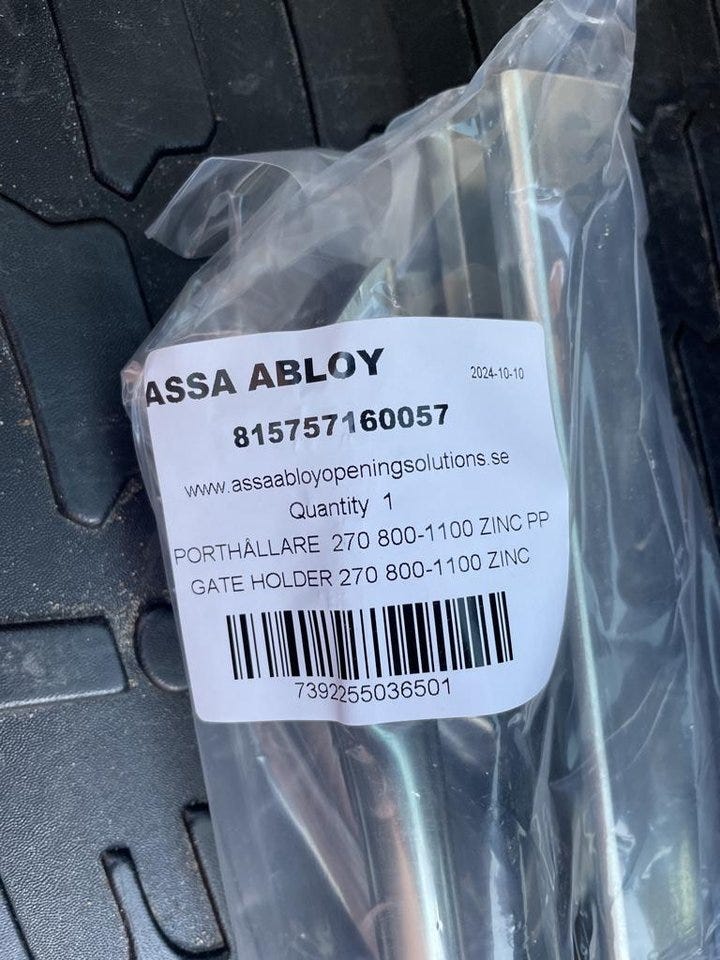 ASSA ABLOY
2024-10-10
815757160057
www.assaabloyopeningsolutions.se
Quantity 1
PORTHÂLLARE 270 800-1100 ZINC PP
GATE HOLDER 270 800-1100 ZINC
7392255036501